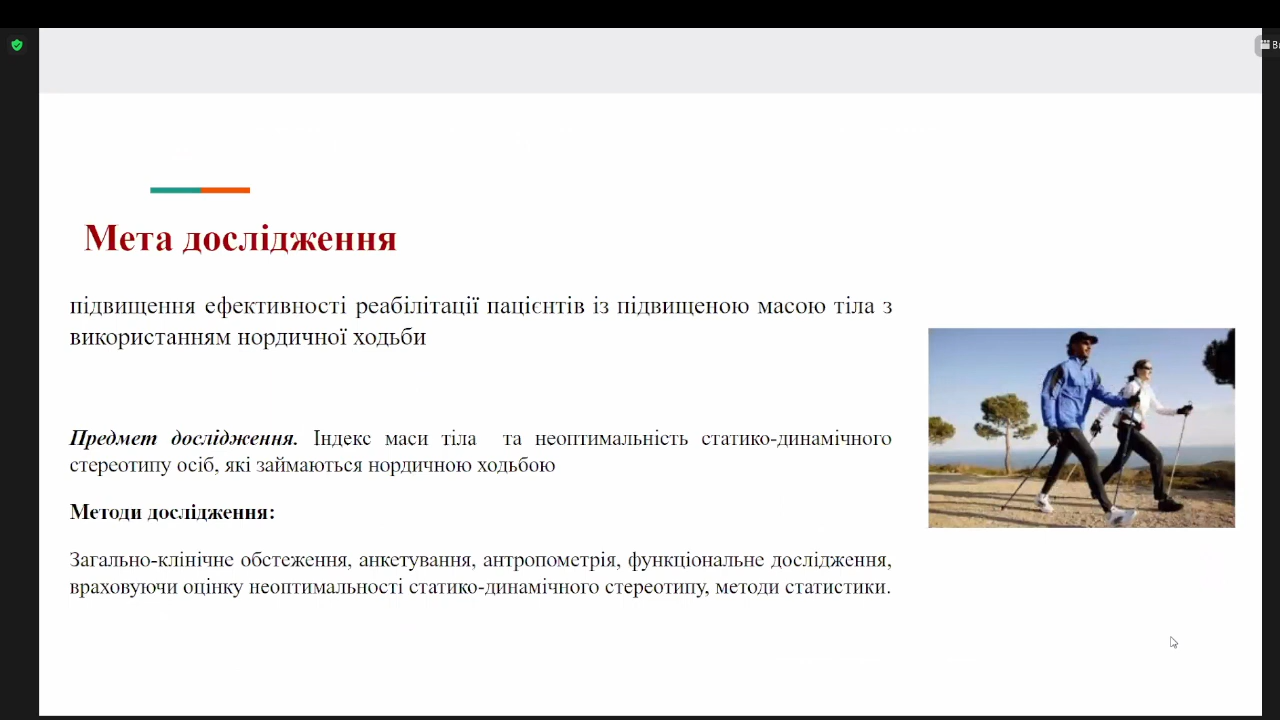 Мета дослідження
підвищення ефективності реабілітації пацієнтів із підвищеною масою тіла з
використанням нордичної ходьби
Предмет дослідження. Індекс маси тіла та неоптимальність статико-динамічного
стереотипу осіб, які займаються нордичною ходьбою
Методи дослідження:
Загально-клінічне обстеження, анкетування, антропометрія, функціональне дослідження,
враховуючи оцінку неоптимальності статико-динамічного стереотипу, методи статистики.